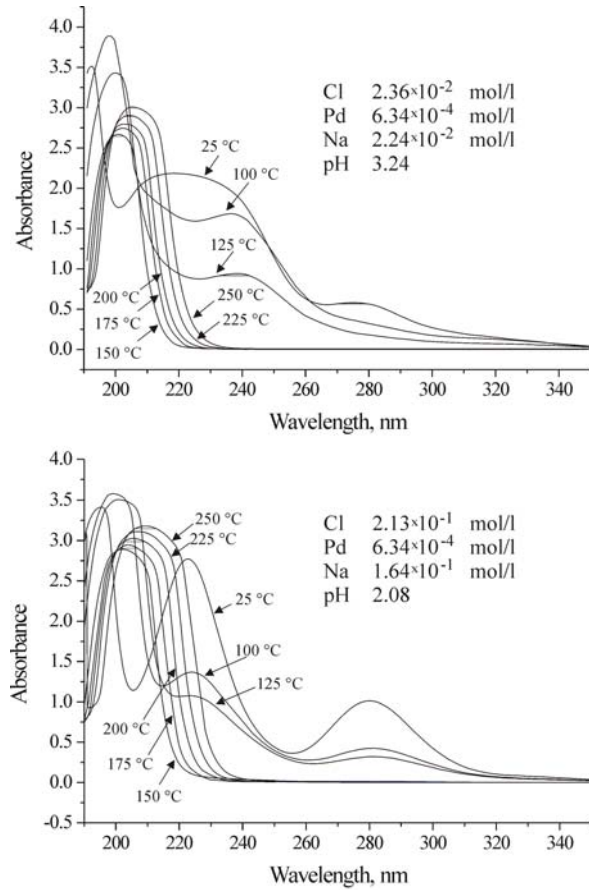 4.0
3.5
3.0
2.5
2.0
1.5
1.0
0.5
0.0
Absorbance
Cl 2.36×10⁻² mol/l
Pd 6.34×10⁻⁴ mol/l
Na 2.24×10⁻² mol/l
pH 3.24
25 °C
100 °C
125 °C
200 °C
175 °C
150 °C
250 °C
225 °C
200 220 240 260 280 300 320 340
Wavelength, nm
4.0
3.5
3.0
2.5
2.0
1.5
1.0
0.5
0.0
-0.5
Absorbance
Cl 2.13×10⁻¹ mol/l
Pd 6.34×10⁻⁴ mol/l
Na 1.64×10⁻¹ mol/l
pH 2.08
250 °C
225 °C
25 °C
100 °C
125 °C
200 °C
175 °C
150 °C
200 220 240 260 280 300 320 340
Wavelength, nm